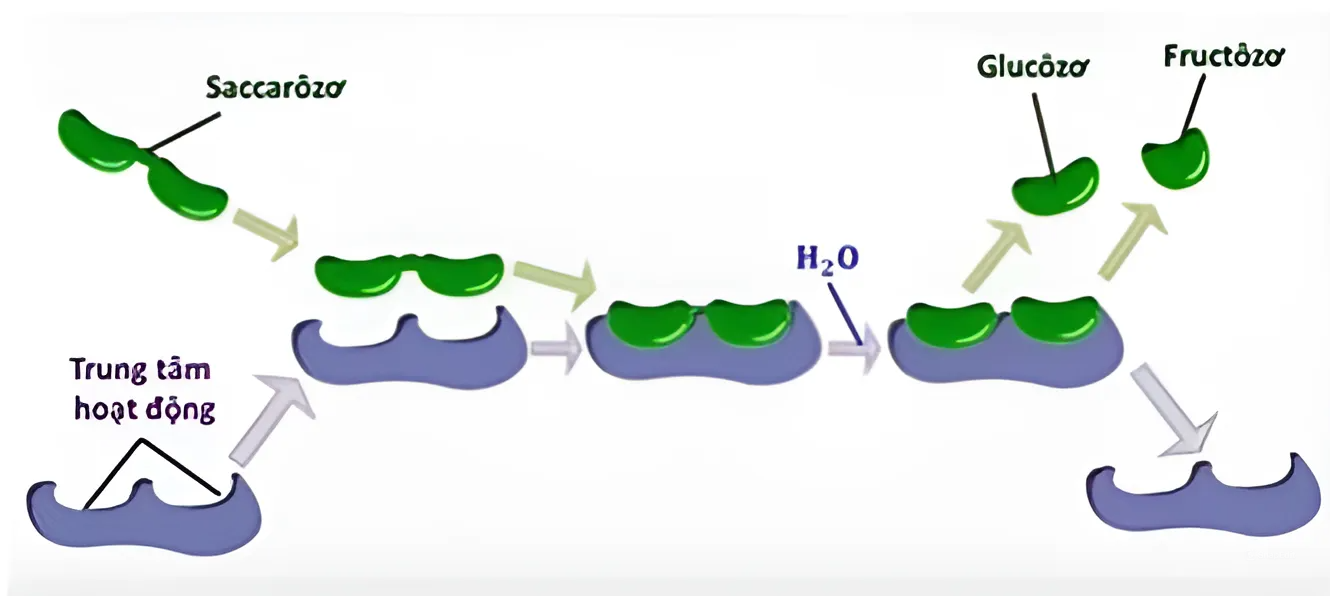 Saccarôzơ
Glucôzơ
Fructôzơ
H₂O
Trung tâm
hoạt động